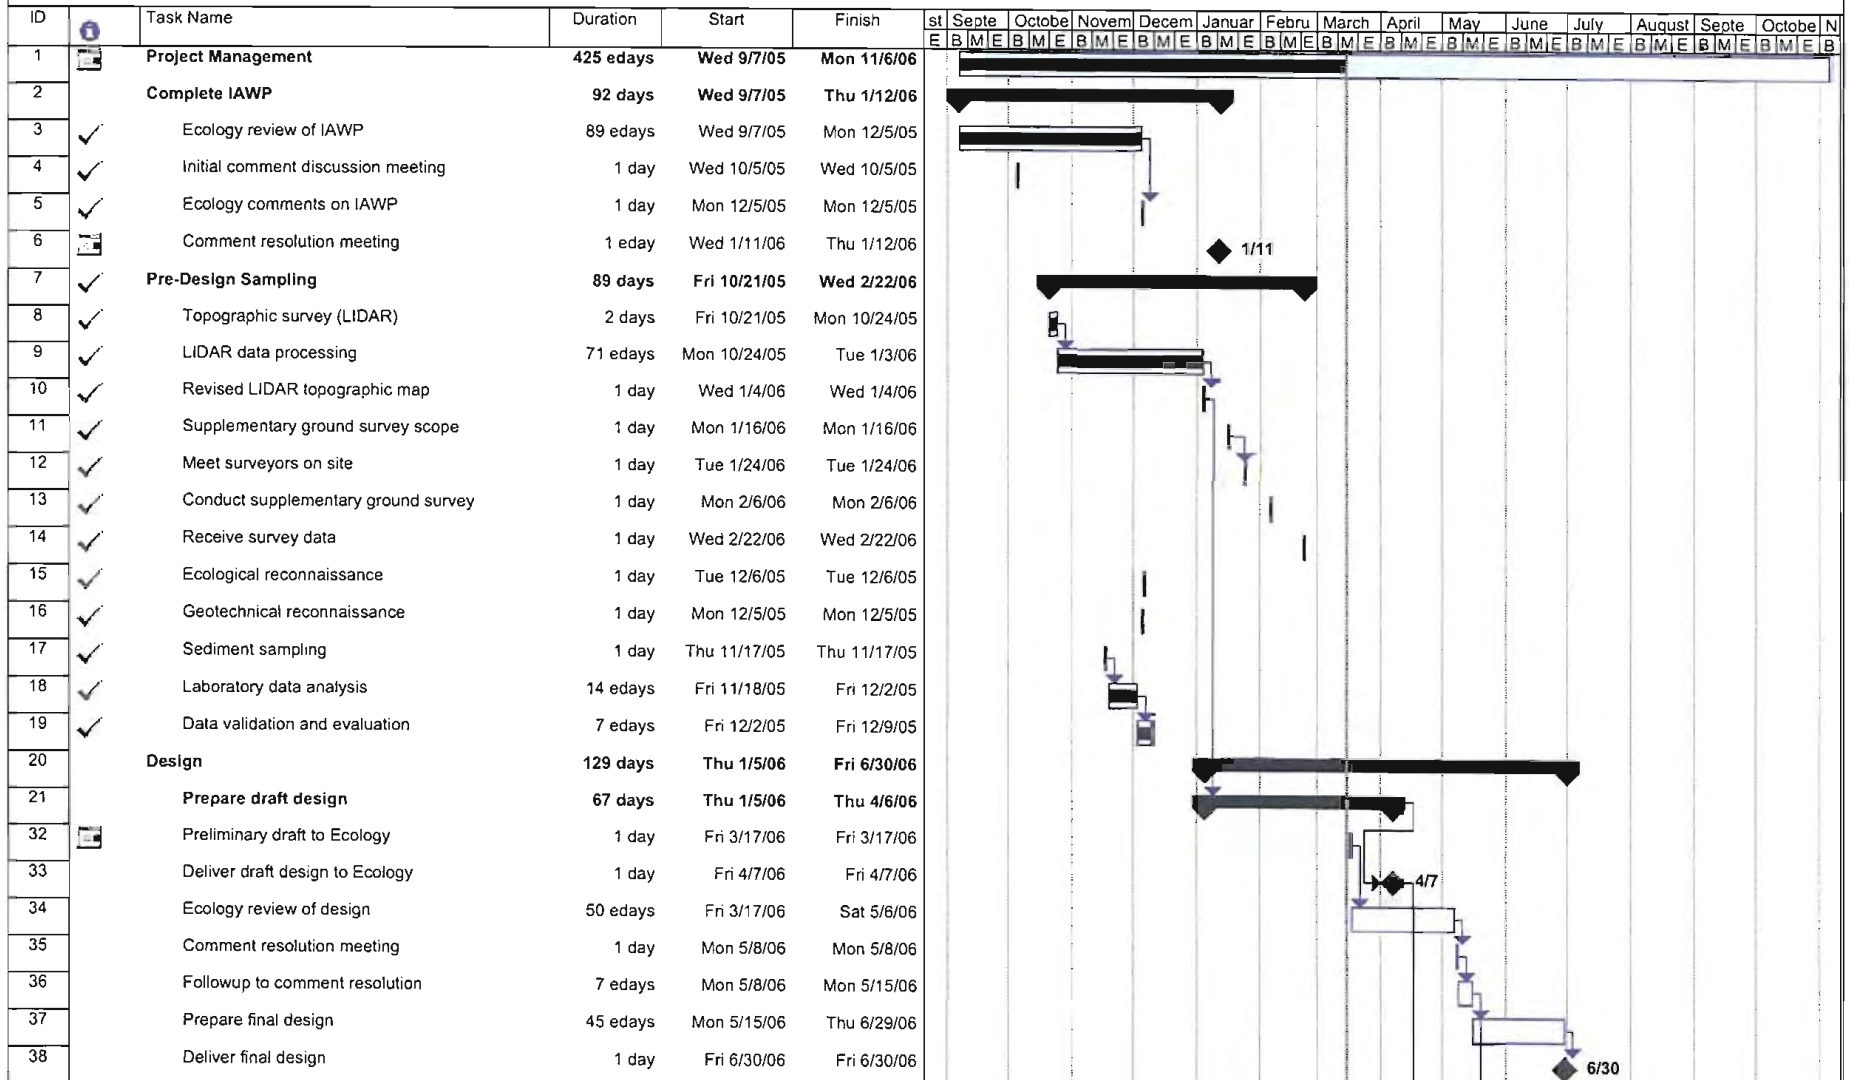 ID Task Name Duration Start Finish st Septe Octobe Novem Decem Januar Febru March April May June July August Septe Octobe N
E B M E B M E B M E B M E B M E B M E B M E B M E B M E B M E B M E B M E B M E B M E B
1 Project Management 425 edays Wed 9/7/05 Mon 11/6/06
2 Complete IAWP 92 days Wed 9/7/05 Thu 1/12/06
3 Ecology review of IAWP 89 edays Wed 9/7/05 Mon 12/5/05
4 Initial comment discussion meeting 1 day Wed 10/5/05 Wed 10/5/05
5 Ecology comments on IAWP 1 day Mon 12/5/05 Mon 12/5/05
6 Comment resolution meeting 1 eday Wed 1/11/06 Thu 1/12/06 1/11
7 Pre-Design Sampling 89 days Fri 10/21/05 Wed 2/22/06
8 Topographic survey (LIDAR) 2 days Fri 10/21/05 Mon 10/24/05
9 LIDAR data processing 71 edays Mon 10/24/05 Tue 1/3/06
10 Revised LIDAR topographic map 1 day Wed 1/4/06 Wed 1/4/06
11 Supplementary ground survey scope 1 day Mon 1/16/06 Mon 1/16/06
12 Meet surveyors on site 1 day Tue 1/24/06 Tue 1/24/06
13 Conduct supplementary ground survey 1 day Mon 2/6/06 Mon 2/6/06
14 Receive survey data 1 day Wed 2/22/06 Wed 2/22/06
15 Ecological reconnaissance 1 day Tue 12/6/05 Tue 12/6/05
16 Geotechnical reconnaissance 1 day Mon 12/5/05 Mon 12/5/05
17 Sediment sampling 1 day Thu 11/17/05 Thu 11/17/05
18 Laboratory data analysis 14 edays Fri 11/18/05 Fri 12/2/05
19 Data validation and evaluation 7 edays Fri 12/2/05 Fri 12/9/05
20 Design 129 days Thu 1/5/06 Fri 6/30/06
21 Prepare draft design 67 days Thu 1/5/06 Thu 4/6/06
32 Preliminary draft to Ecology 1 day Fri 3/17/06 Fri 3/17/06
33 Deliver draft design to Ecology 1 day Fri 4/7/06 Fri 4/7/06 4/7
34 Ecology review of design 50 edays Fri 3/17/06 Sat 5/6/06
35 Comment resolution meeting 1 day Mon 5/8/06 Mon 5/8/06
36 Followup to comment resolution 7 edays Mon 5/8/06 Mon 5/15/06
37 Prepare final design 45 edays Mon 5/15/06 Thu 6/29/06
38 Deliver final design 1 day Fri 6/30/06 Fri 6/30/06 6/30